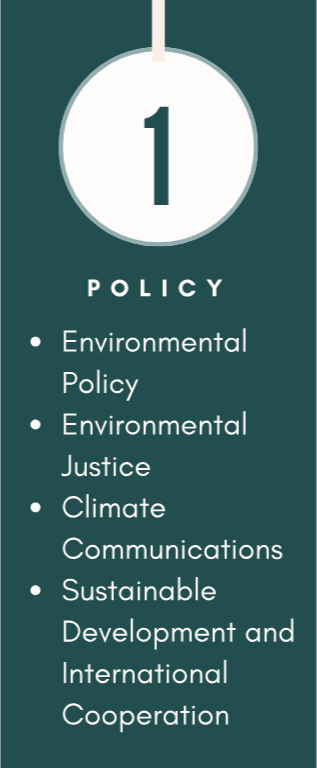 1
POLICY
• Environmental
Policy
• Environmental
Justice
• Climate
Communications
• Sustainable
Development and
International
Cooperation